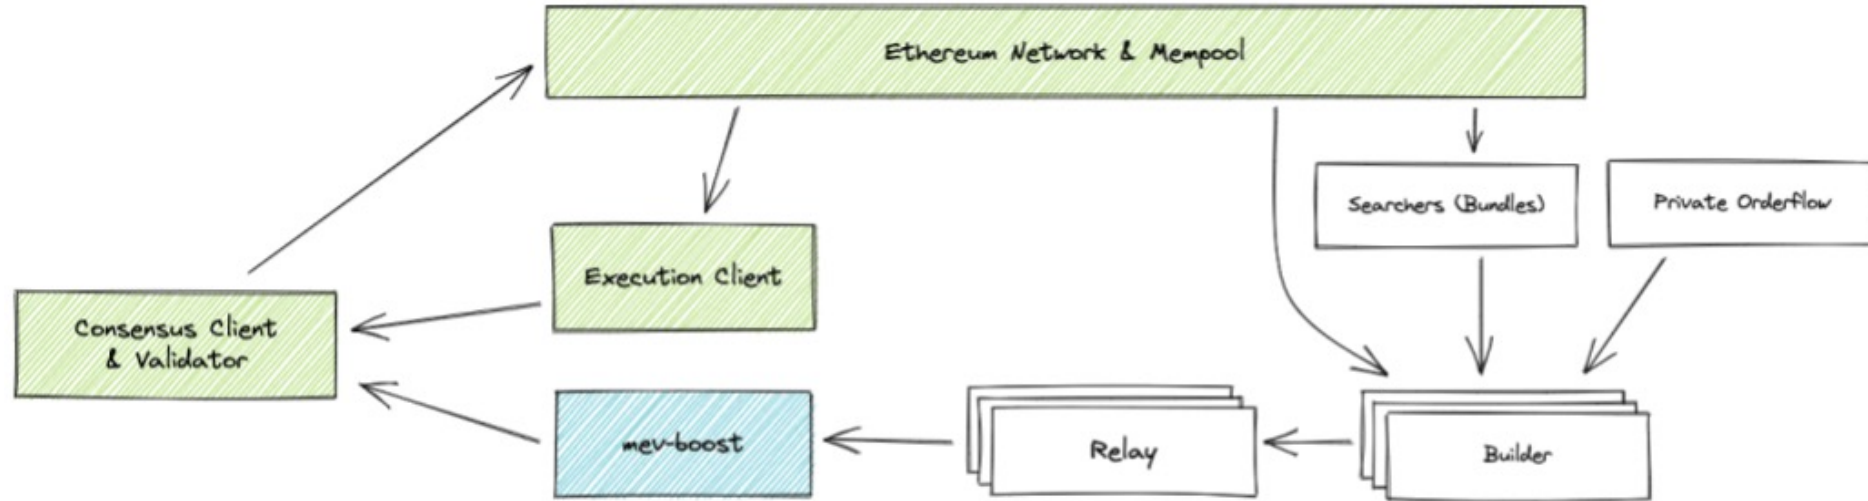 Ethereum Network & Mempool
Searchers (Bundles)
Private Orderflow
Execution Client
Consensus Client
& Validator
mev-boost
Relay
Builder